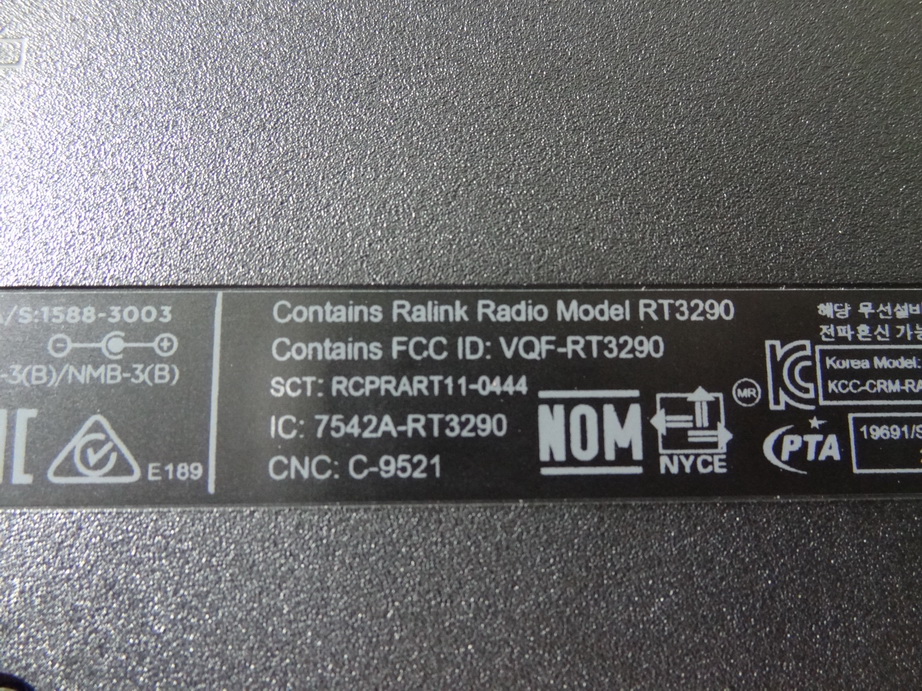 A/S:1588-3003
-3(B)/NMB-3(B)
E189
Contains Ralink Radio Model RT3290
Contains FCC ID: VQF-RT3290
SCT: RCPRART11-0444
IC: 7542A-RT3290
CNC: C-9521
NOM
NYCE
MR
해당 무선설비
전파혼신 가능
Korea Model:
KCC-CRM-R
PTA
19691/S